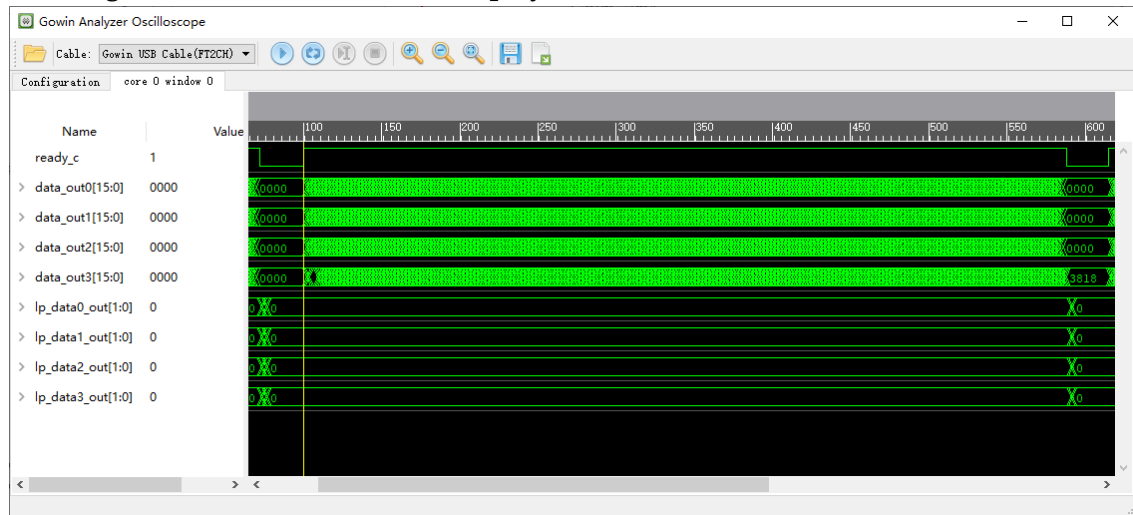 Gowin Analyzer Oscilloscope
Cable: Gowin USB Cable(FT2CH)
Configuration core 0 window 0
Name Value 100 150 200 250 300 350 400 450 500 550 600
ready_c 1
data_out0[15:0] 0000 0000 0000
data_out1[15:0] 0000 0000 0000
data_out2[15:0] 0000 0000 0000
data_out3[15:0] 0000 0000 3818
lp_data0_out[1:0] 0 0 0 0
lp_data1_out[1:0] 0 0 0 0
lp_data2_out[1:0] 0 0 0 0
lp_data3_out[1:0] 0 0 0 0